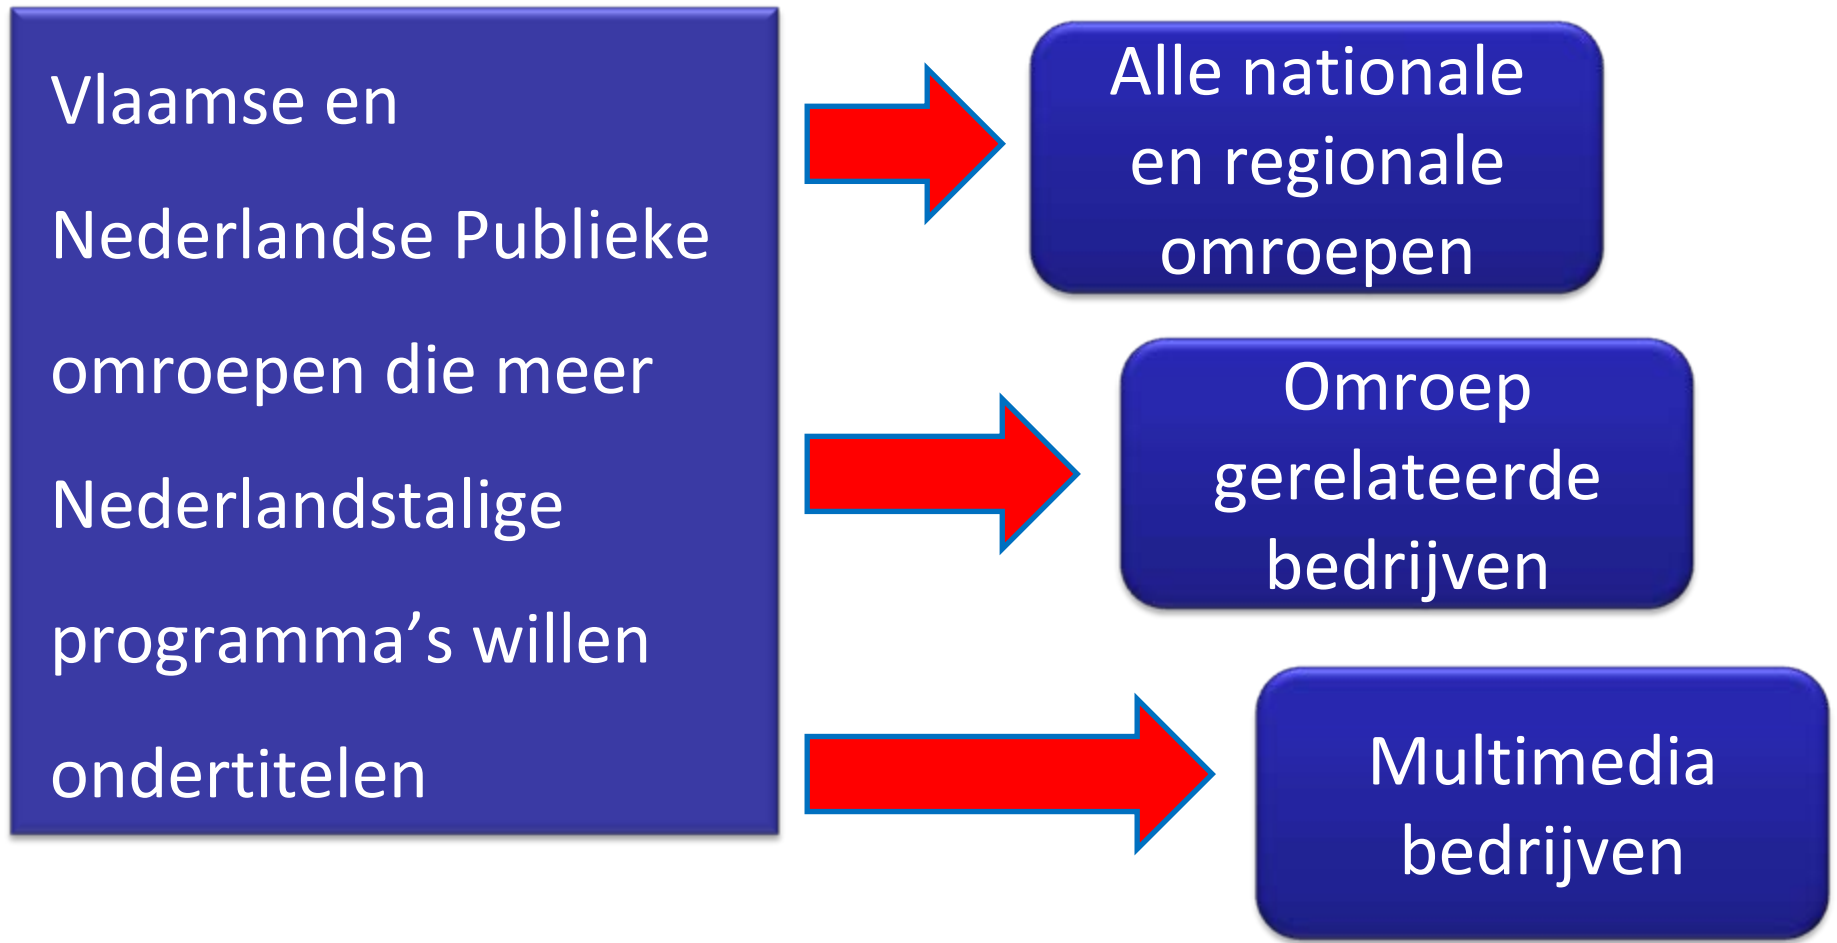 Vlaamse en
Nederlandse Publieke
omroepen die meer
Nederlandstalige
programma’s willen
ondertitelen
Alle nationale
en regionale
omroepen
Omroep
gerelateerde
bedrijven
Multimedia
bedrijven